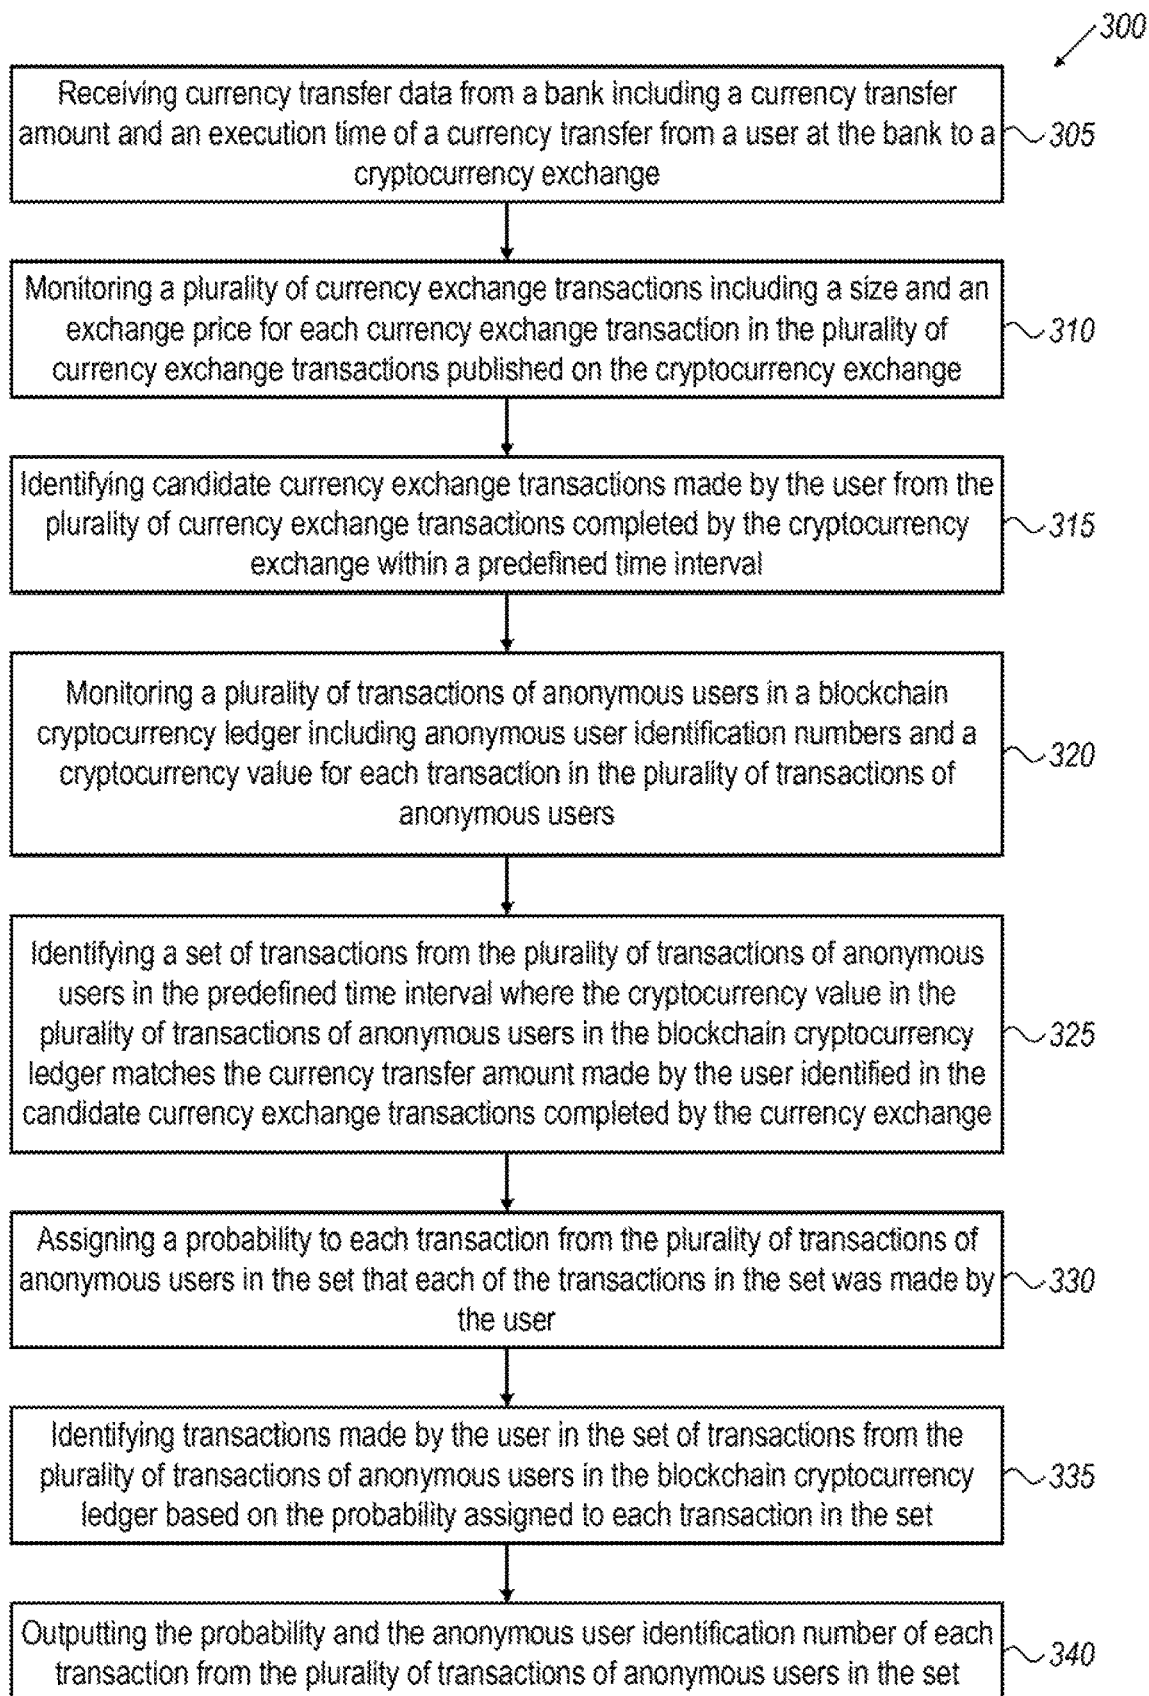 300
Receiving currency transfer data from a bank including a currency transfer
amount and an execution time of a currency transfer from a user at the bank to a
cryptocurrency exchange
305
Monitoring a plurality of currency exchange transactions including a size and an
exchange price for each currency exchange transaction in the plurality of
currency exchange transactions published on the cryptocurrency exchange
310
Identifying candidate currency exchange transactions made by the user from the
plurality of currency exchange transactions completed by the cryptocurrency
exchange within a predefined time interval
315
Monitoring a plurality of transactions of anonymous users in a blockchain
cryptocurrency ledger including anonymous user identification numbers and a
cryptocurrency value for each transaction in the plurality of transactions of
anonymous users
320
Identifying a set of transactions from the plurality of transactions of anonymous
users in the predefined time interval where the cryptocurrency value in the
plurality of transactions of anonymous users in the blockchain cryptocurrency
ledger matches the currency transfer amount made by the user identified in the
candidate currency exchange transactions completed by the currency exchange
325
Assigning a probability to each transaction from the plurality of transactions of
anonymous users in the set that each of the transactions in the set was made by
the user
330
Identifying transactions made by the user in the set of transactions from the
plurality of transactions of anonymous users in the blockchain cryptocurrency
ledger based on the probability assigned to each transaction in the set
335
Outputting the probability and the anonymous user identification number of each
transaction from the plurality of transactions of anonymous users in the set
340